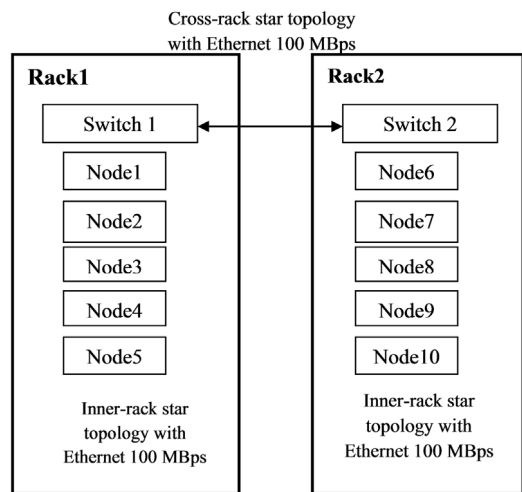 Cross-rack star topology
with Ethernet 100 MBps
Rack1
Switch 1
Node1
Node2
Node3
Node4
Node5
Inner-rack star
topology with
Ethernet 100 MBps
Rack2
Switch 2
Node6
Node7
Node8
Node9
Node10
Inner-rack star
topology with
Ethernet 100 MBps